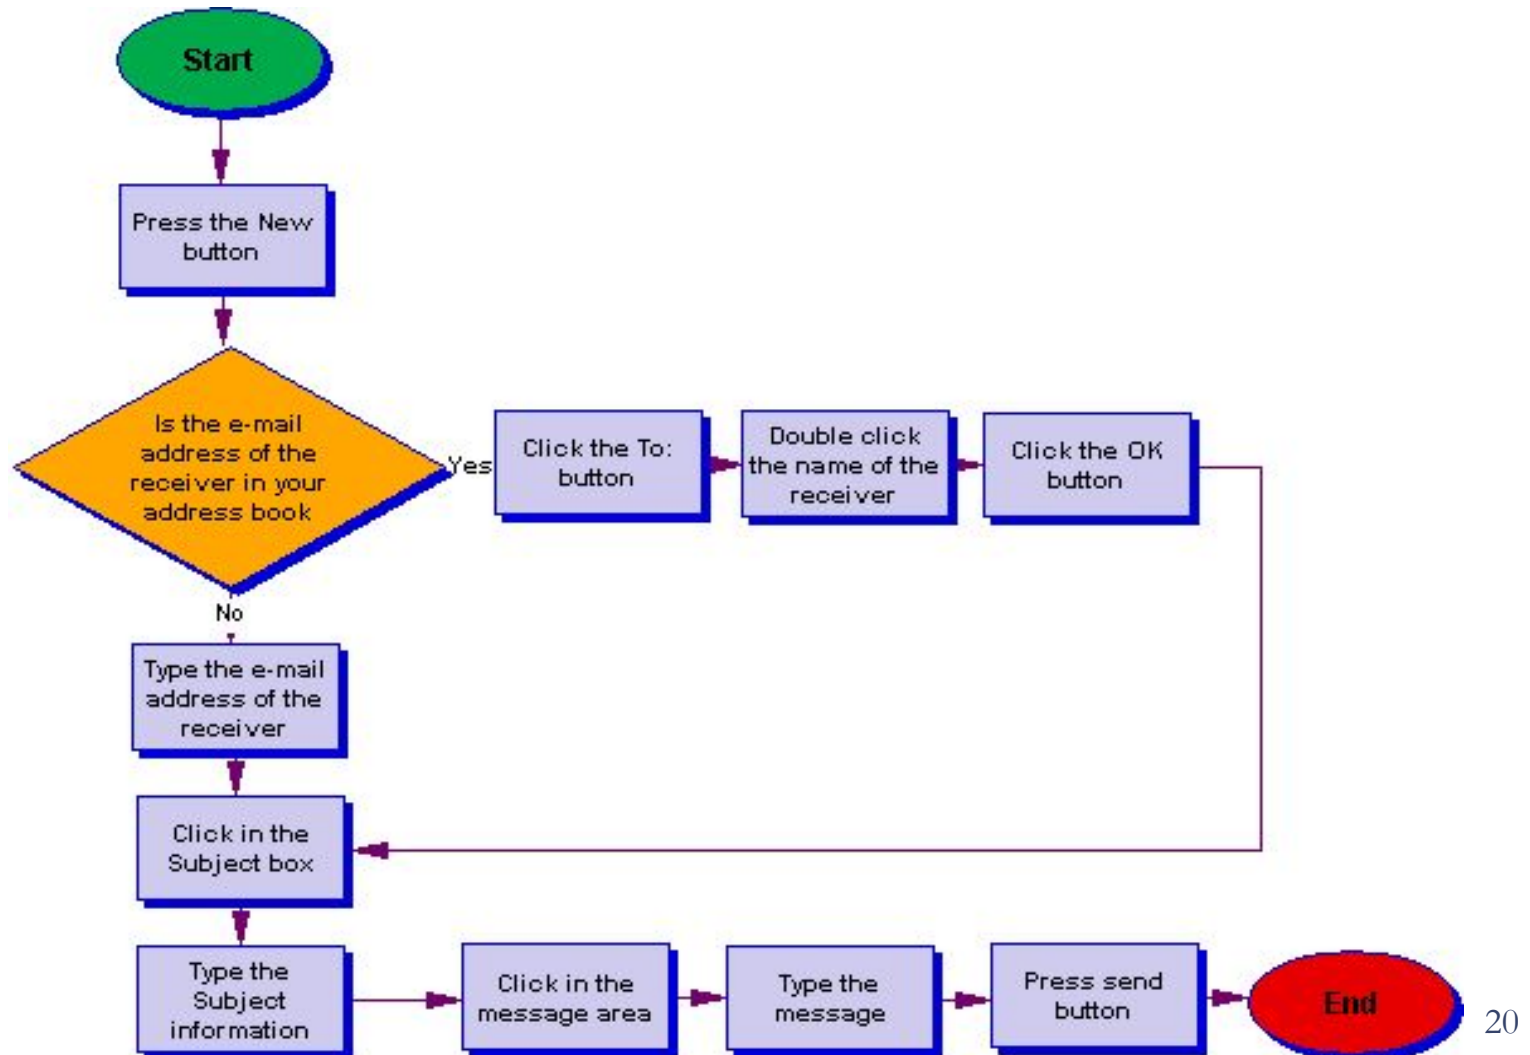 Start
Press the New
button
Is the e-mail
address of the
receiver in your
address book
Yes
Click the To:
button
Double click
the name of the
receiver
Click the OK
button
No
Type the e-mail
address of the
receiver
Click in the
Subject box
Type the
Subject
information
Click in the
message area
Type the
message
Press send
button
End
20